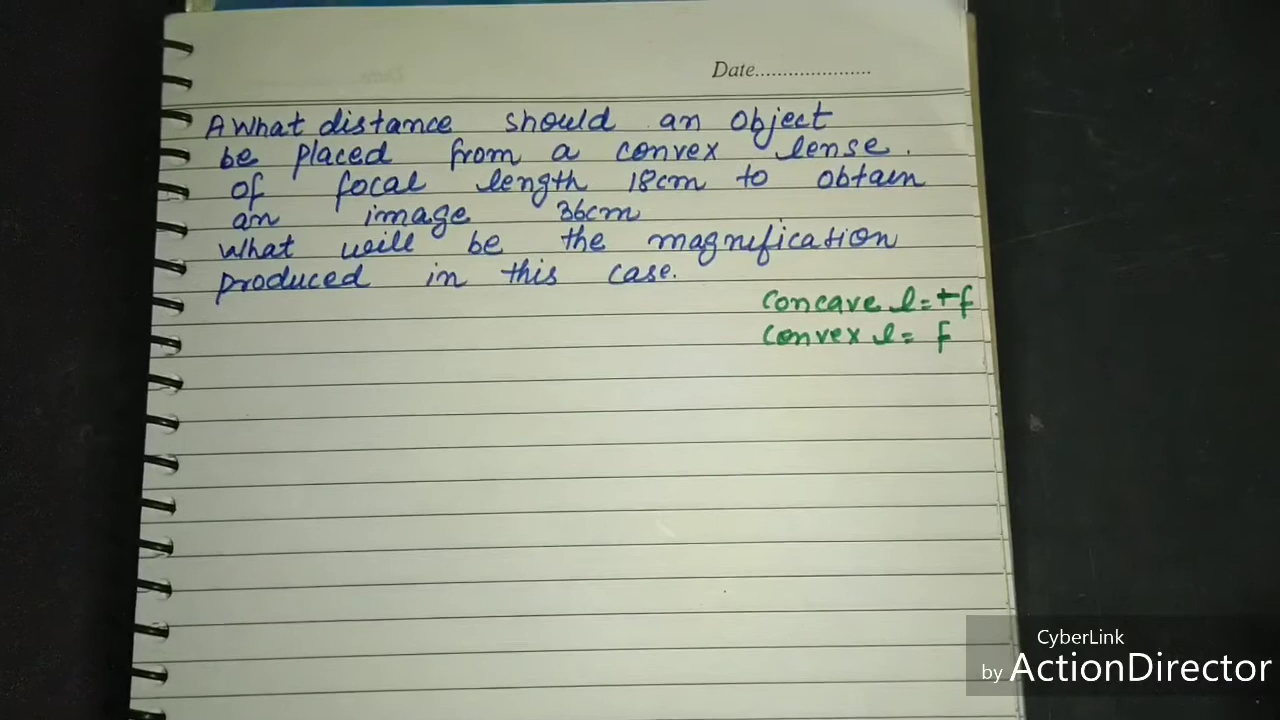 Date.....................
A What distance should an object
be placed from a convex lense.
of focal length 18cm to obtain
an image 36cm
What will be the magnification
produced in this case.
Concave l=+f
Convex l= f
CyberLink
by ActionDirector